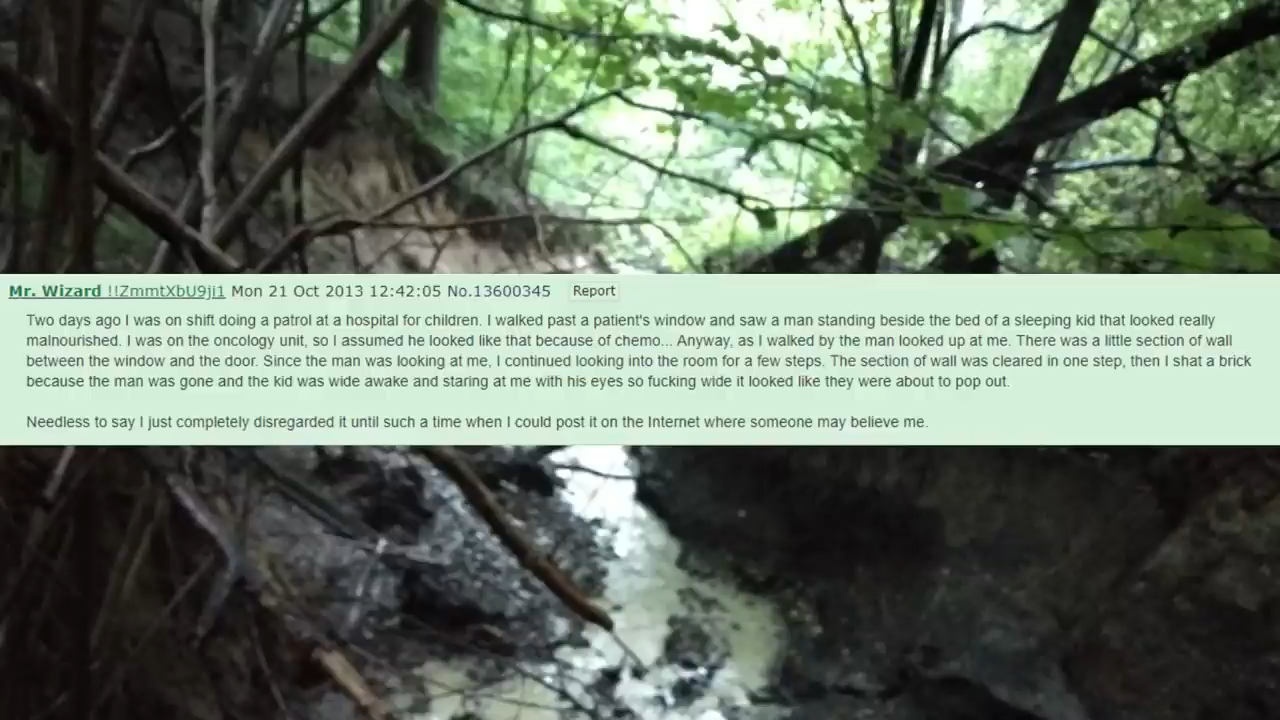 Mr. Wizard !!ZmmtXbU9ji1 Mon 21 Oct 2013 12:42:05 No.13600345 Report
Two days ago I was on shift doing a patrol at a hospital for children. I walked past a patient's window and saw a man standing beside the bed of a sleeping kid that looked really
malnourished. I was on the oncology unit, so I assumed he looked like that because of chemo... Anyway, as I walked by the man looked up at me. There was a little section of wall
between the window and the door. Since the man was looking at me, I continued looking into the room for a few steps. The section of wall was cleared in one step, then I shat a brick
because the man was gone and the kid was wide awake and staring at me with his eyes so fucking wide it looked like they were about to pop out.
Needless to say I just completely disregarded it until such a time when I could post it on the Internet where someone may believe me.